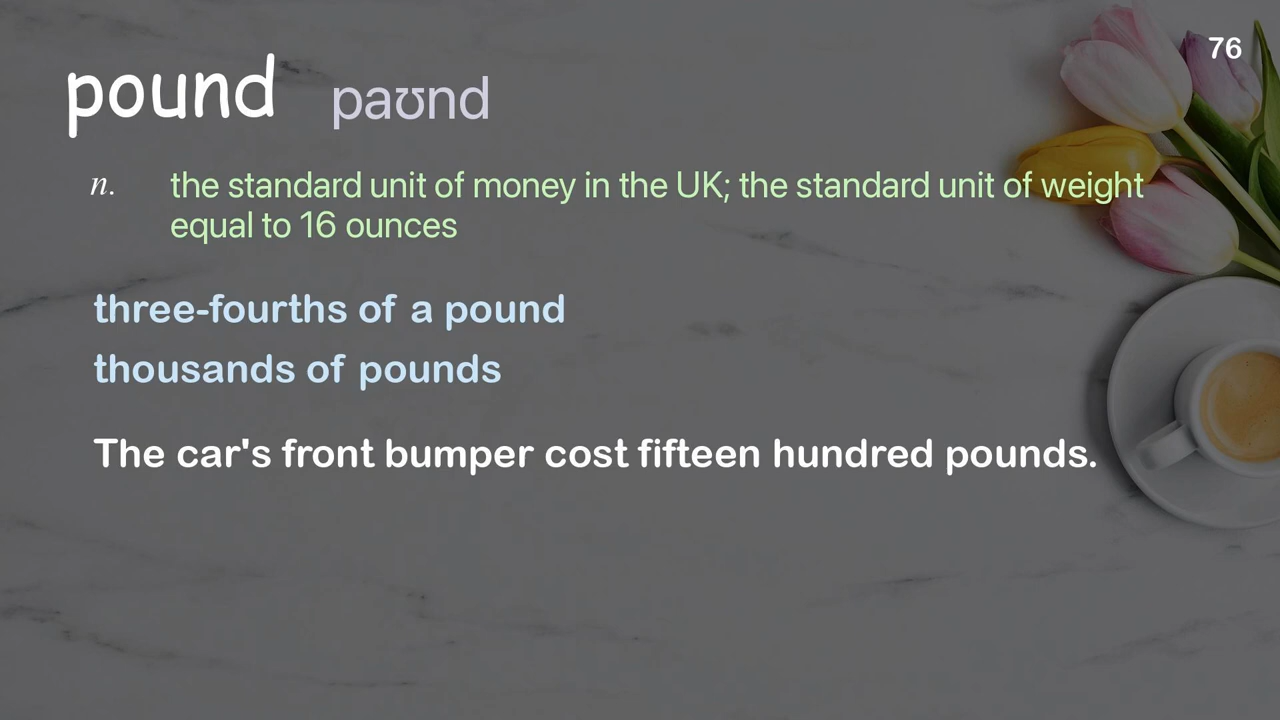 76
pound paʊnd
n. the standard unit of money in the UK; the standard unit of weight
equal to 16 ounces
three-fourths of a pound
thousands of pounds
The car's front bumper cost fifteen hundred pounds.